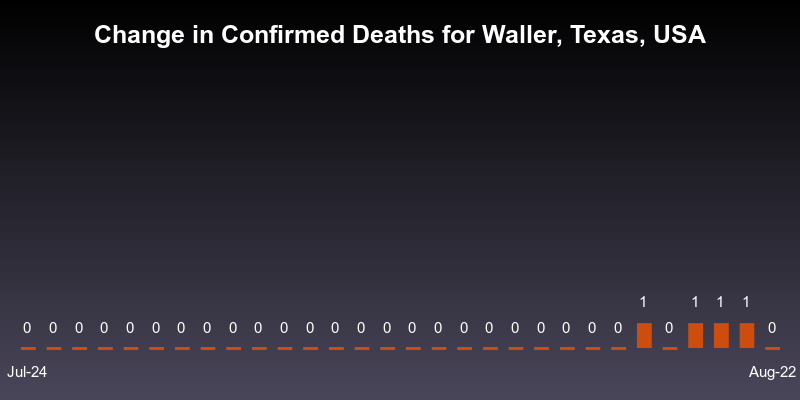 Change in Confirmed Deaths for Waller, Texas, USA
1 1 1 1
0 0 0 0 0 0 0 0 0 0 0 0 0 0 0 0 0 0 0 0 0 0 0 0 0 0
Jul-24 Aug-22